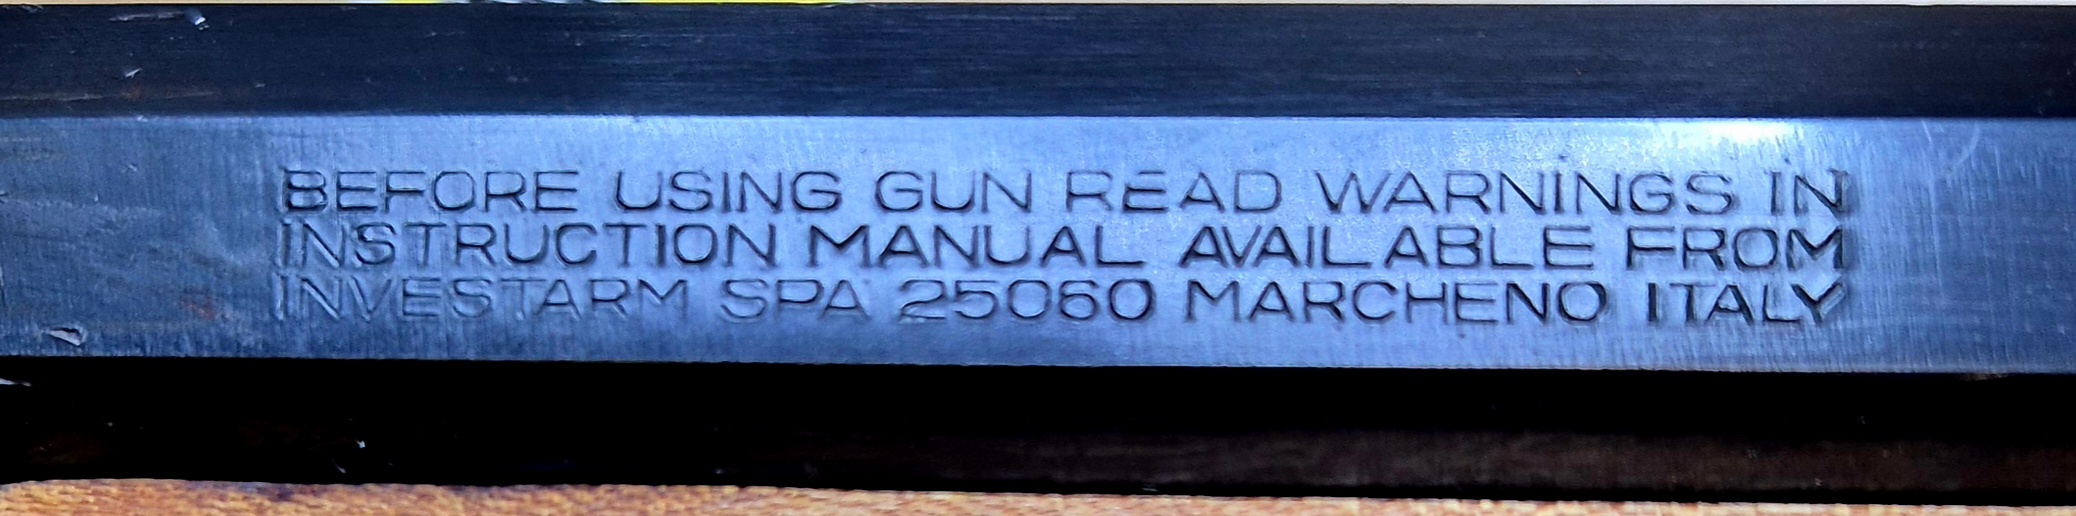 BEFORE USING GUN READ WARNINGS IN
INSTRUCTION MANUAL AVAILABLE FROM
INVESTARM SPA 25060 MARCHENO ITALY